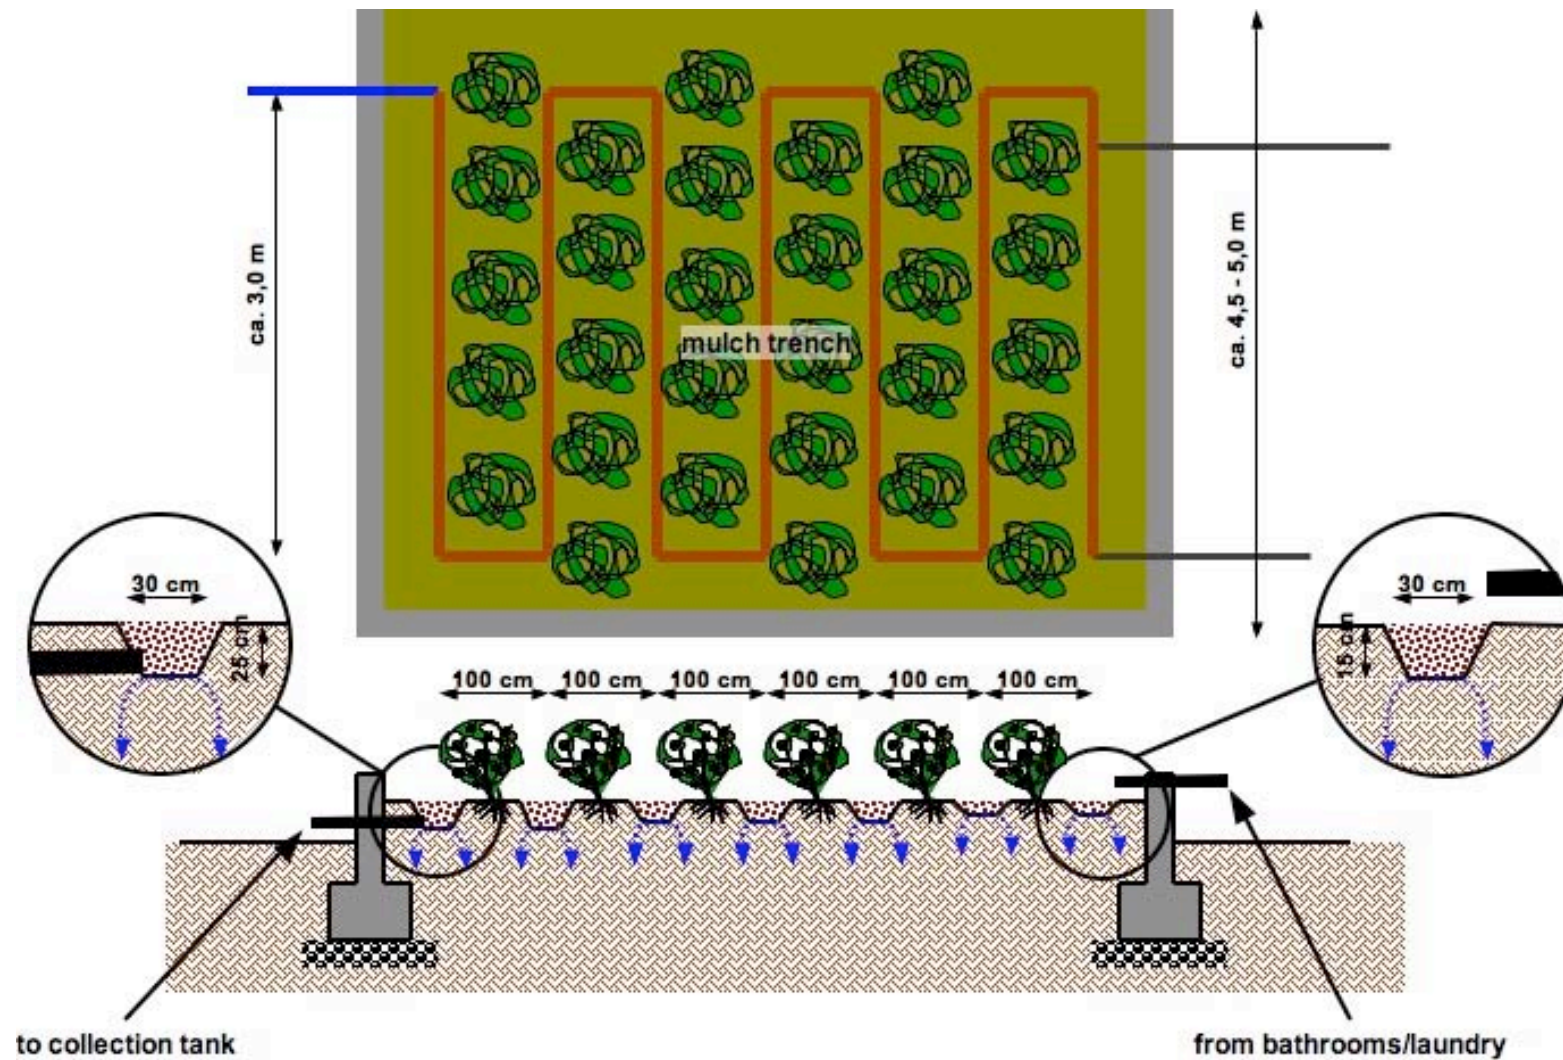 ca. 3,0 m
mulch trench
ca. 4,5 - 5,0 m
30 cm
25 cm
30 cm
15 cm
100 cm 100 cm 100 cm 100 cm 100 cm 100 cm
to collection tank
from bathrooms/laundry